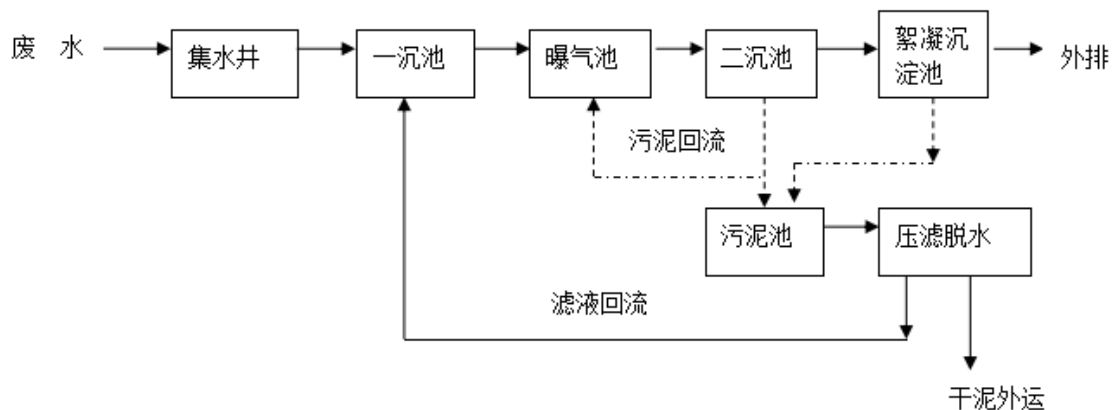 废 水
集水井
一沉池
曝气池
二沉池
絮凝沉
淀池
外排
污泥回流
污泥池
压滤脱水
滤液回流
干泥外运